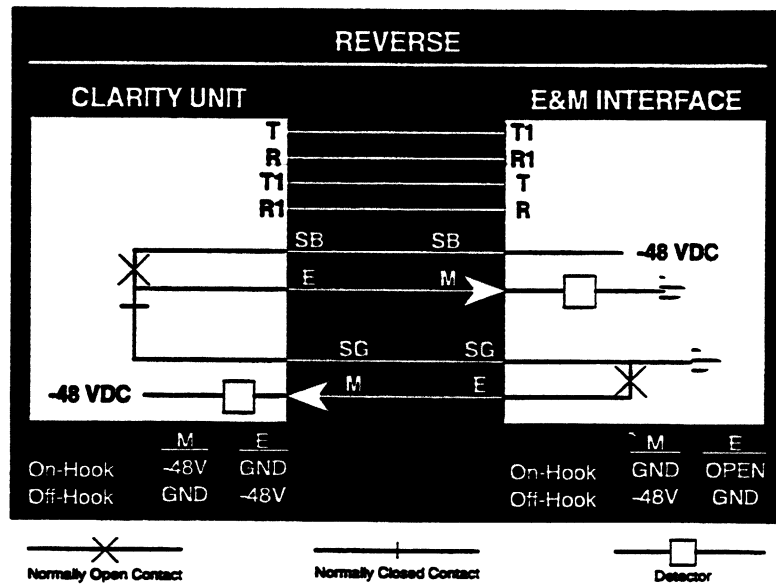 REVERSE
CLARITY UNIT E&M INTERFACE
T T1
R R1
T1 T
R1 R
SB SB -48 VDC
E M
SG SG
-48 VDC M E
M E M E
On-Hook -48V GND On-Hook GND OPEN
Off-Hook GND -48V Off-Hook -48V GND
Normally Open Contact Normally Closed Contact Detector